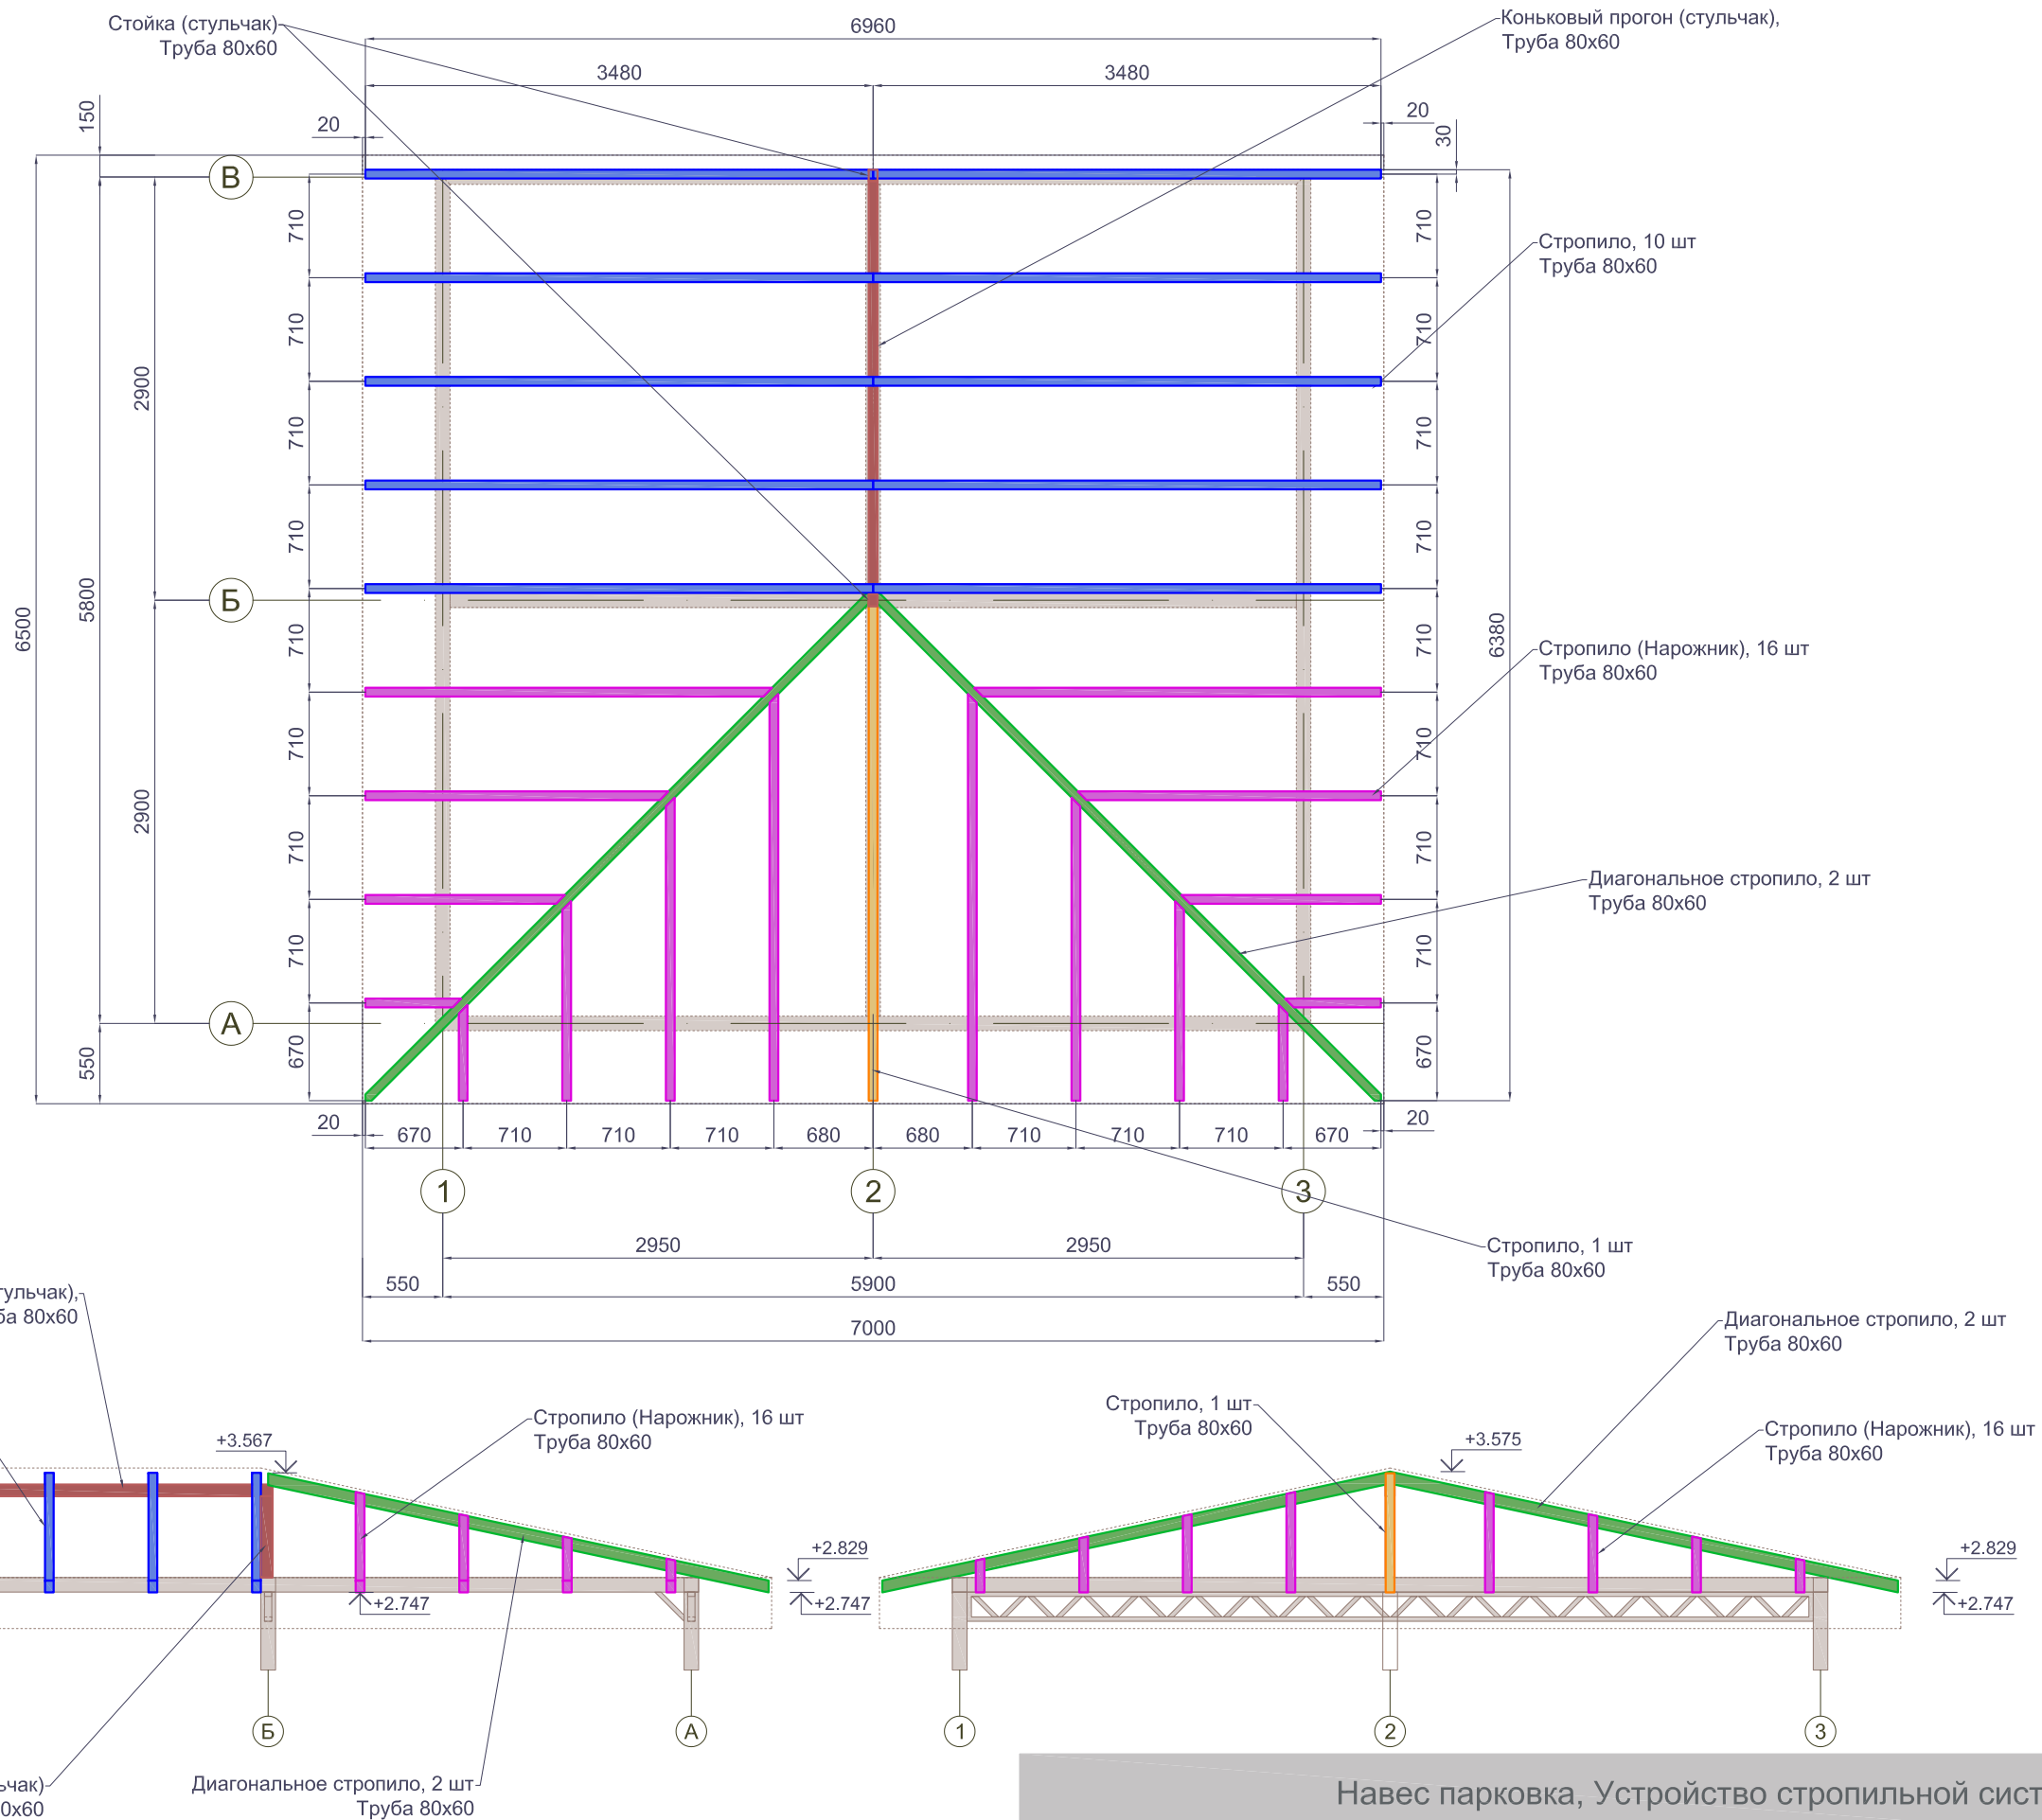 Стойка (стульчак)
Труба 80х60
6960
Коньковый прогон (стульчак),
Труба 80х60
3480
3480
150
20
20
30
В
710
710
710
710
710
710
710
710
670
710
710
710
710
710
710
710
710
670
Стропило, 10 шт
Труба 80х60
2900
5800
6500
6380
Б
Стропило (Нарожник), 16 шт
Труба 80х60
2900
Диагональное стропило, 2 шт
Труба 80х60
А
550
20
670
710
710
710
680
680
710
710
710
670
20
1
2
3
2950
2950
Стропило, 1 шт
Труба 80х60
550
5900
550
7000
тульчак),
ба 80х60
Стропило (Нарожник), 16 шт
Труба 80х60
+3.567
+2.829
+2.747
+2.747
Б
А
ьчак)
0х60
Диагональное стропило, 2 шт
Труба 80х60
Стропило, 1 шт
Труба 80х60
Диагональное стропило, 2 шт
Труба 80х60
+3.575
Стропило (Нарожник), 16 шт
Труба 80х60
+2.829
+2.747
1
2
3
Навес парковка, Устройство стропильной сист